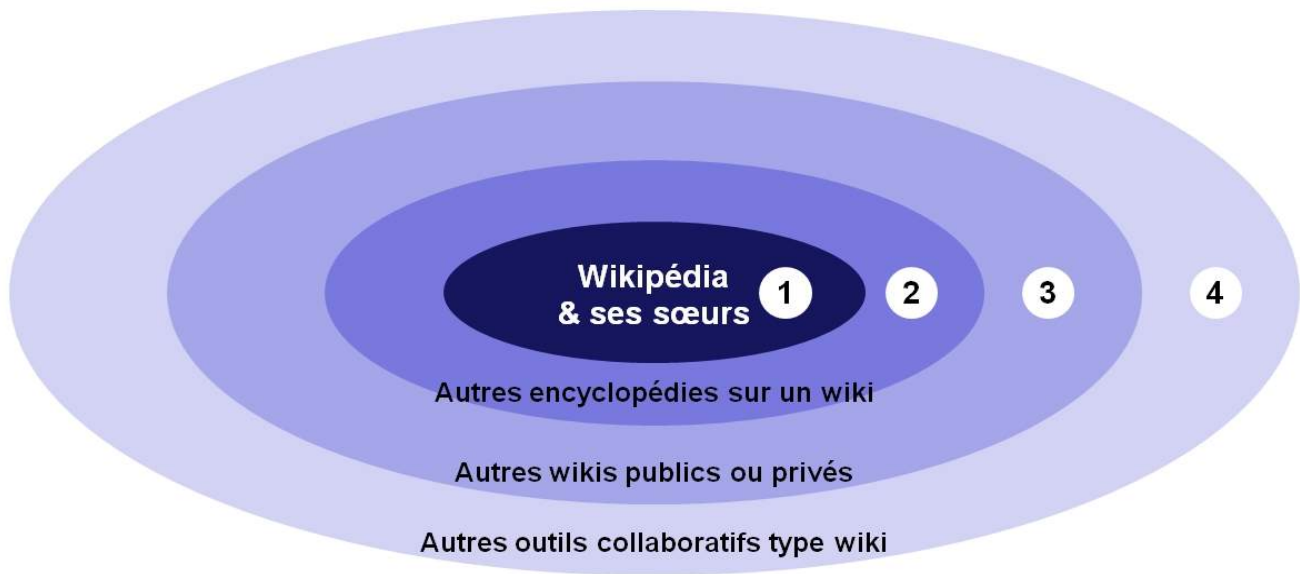 Wikipédia
& ses sœurs
1
2
3
4
Autres encyclopédies sur un wiki
Autres wikis publics ou privés
Autres outils collaboratifs type wiki